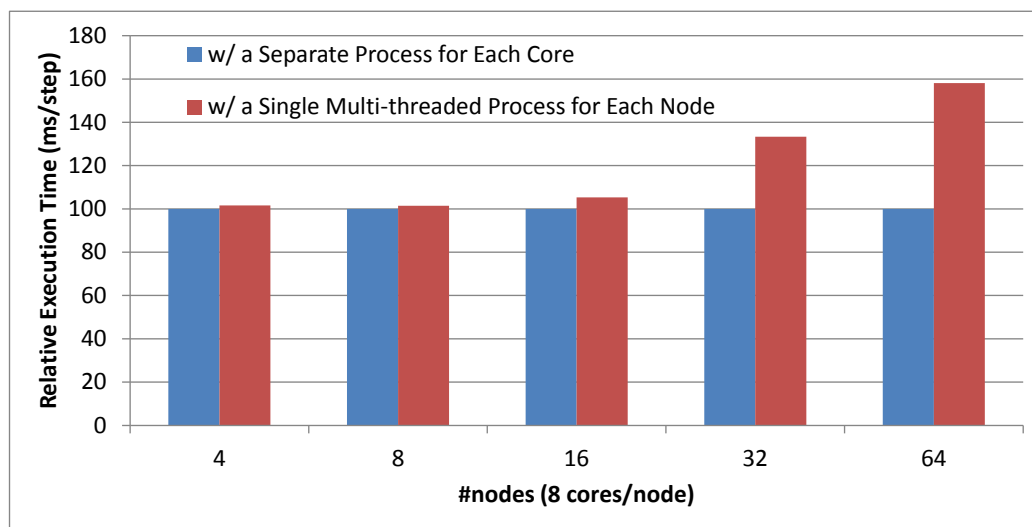 180
160
140
120
100
80
60
40
20
0
Relative Execution Time (ms/step)
w/ a Separate Process for Each Core
w/ a Single Multi-threaded Process for Each Node
4 8 16 32 64
#nodes (8 cores/node)